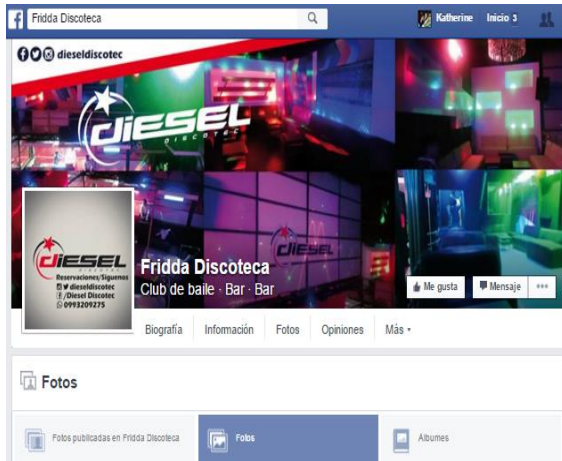 Fridda Discoteca
Katherine
Inicio 3
dieseldiscotec
DIESEL
DISCOTEC
DIESEL
DIESEL
DISCOTEC
Reservaciones/Siguenos
dieseldiscotec
/Diesel Discotec
0993209275
Fridda Discoteca
Club de baile · Bar · Bar
Me gusta
Mensaje
Biografía
Información
Fotos
Opiniones
Más
Fotos
Fotos publicadas en Fridda Discoteca
Fotos
Álbumes